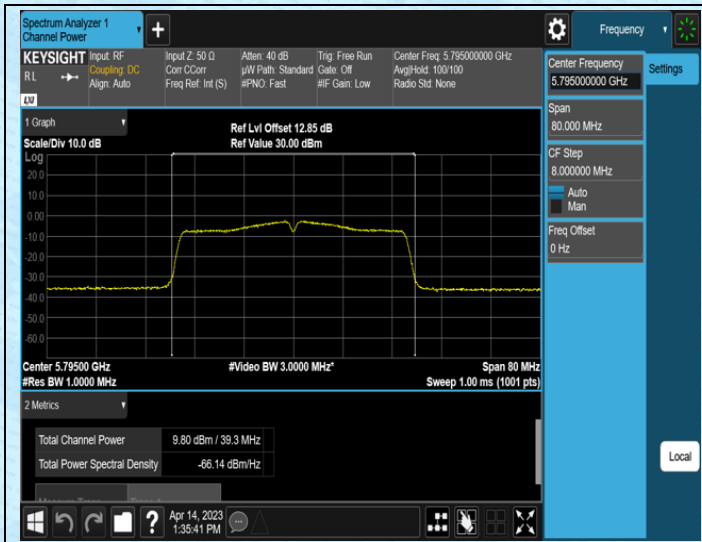 Spectrum Analyzer 1
Channel Power
Frequency
KEYSIGHT
RL
LXI
Input: RF
Coupling: DC
Align: Auto
Input Z: 50 Ω
Corr CCorr
Freq Ref: Int (S)
Atten: 40 dB
µW Path: Standard
#PNO: Fast
Trig: Free Run
Gate: Off
#IF Gain: Low
Center Freq: 5.795000000 GHz
Avg|Hold: 100/100
Radio Std: None
Center Frequency
5.795000000 GHz
Settings
Span
80.000 MHz
CF Step
8.000000 MHz
Auto
Man
Freq Offset
0 Hz
1 Graph
Scale/Div 10.0 dB
Ref Lvl Offset 12.85 dB
Ref Value 30.00 dBm
Log
20.0
10.0
0.00
-10.0
-20.0
-30.0
-40.0
-50.0
-60.0
Center 5.79500 GHz
#Video BW 3.0000 MHz*
Span 80 MHz
#Res BW 1.0000 MHz
Sweep 1.00 ms (1001 pts)
2 Metrics
Total Channel Power 9.80 dBm / 39.3 MHz
Total Power Spectral Density -66.14 dBm/Hz
Local
?
Apr 14, 2023
1:35:41 PM